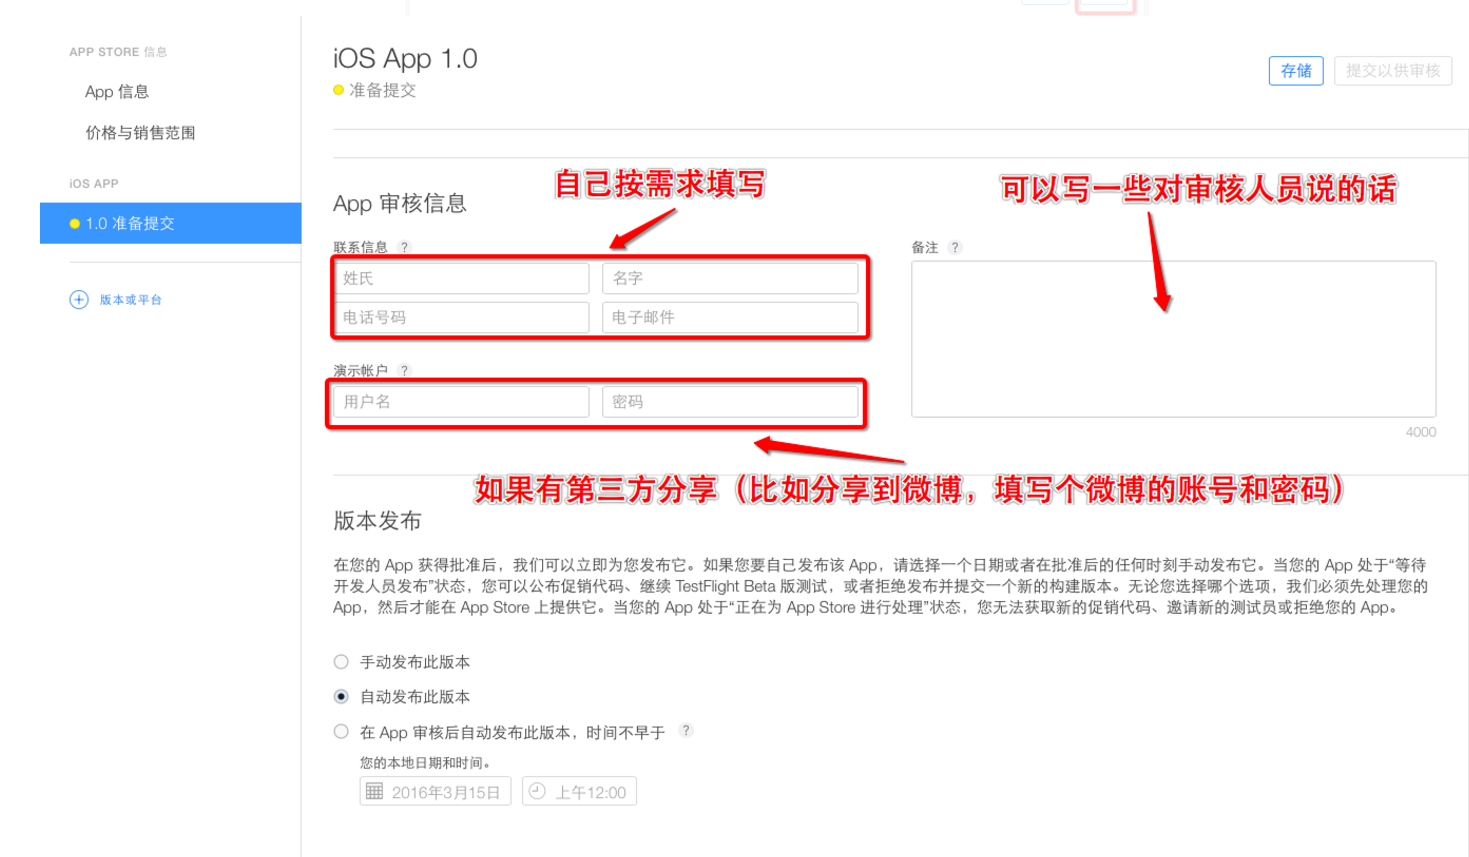 APP STORE 信息
App 信息
价格与销售范围
iOS APP
1.0 准备提交
版本或平台
iOS App 1.0
准备提交
存储
提交以供审核
App 审核信息
自己按需求填写
可以写一些对审核人员说的话
联系信息 ?
姓氏
名字
电话号码
电子邮件
备注 ?
4000
演示帐户 ?
用户名
密码
如果有第三方分享（比如分享到微博，填写个微博的账号和密码）
版本发布
在您的 App 获得批准后，我们可以立即为您发布它。如果您要自己发布该 App，请选择一个日期或者在批准后的任何时刻手动发布它。当您的 App 处于“等待
开发人员发布”状态，您可以公布促销代码、继续 TestFlight Beta 版测试，或者拒绝发布并提交一个新的构建版本。无论您选择哪个选项，我们必须先处理您的
App，然后才能在 App Store 上提供它。当您的 App 处于“正在为 App Store 进行处理”状态，您无法获取新的促销代码、邀请新的测试员或拒绝您的 App。
手动发布此版本
自动发布此版本
在 App 审核后自动发布此版本，时间不早于 ?
您的本地日期和时间。
2016年3月15日
上午12:00